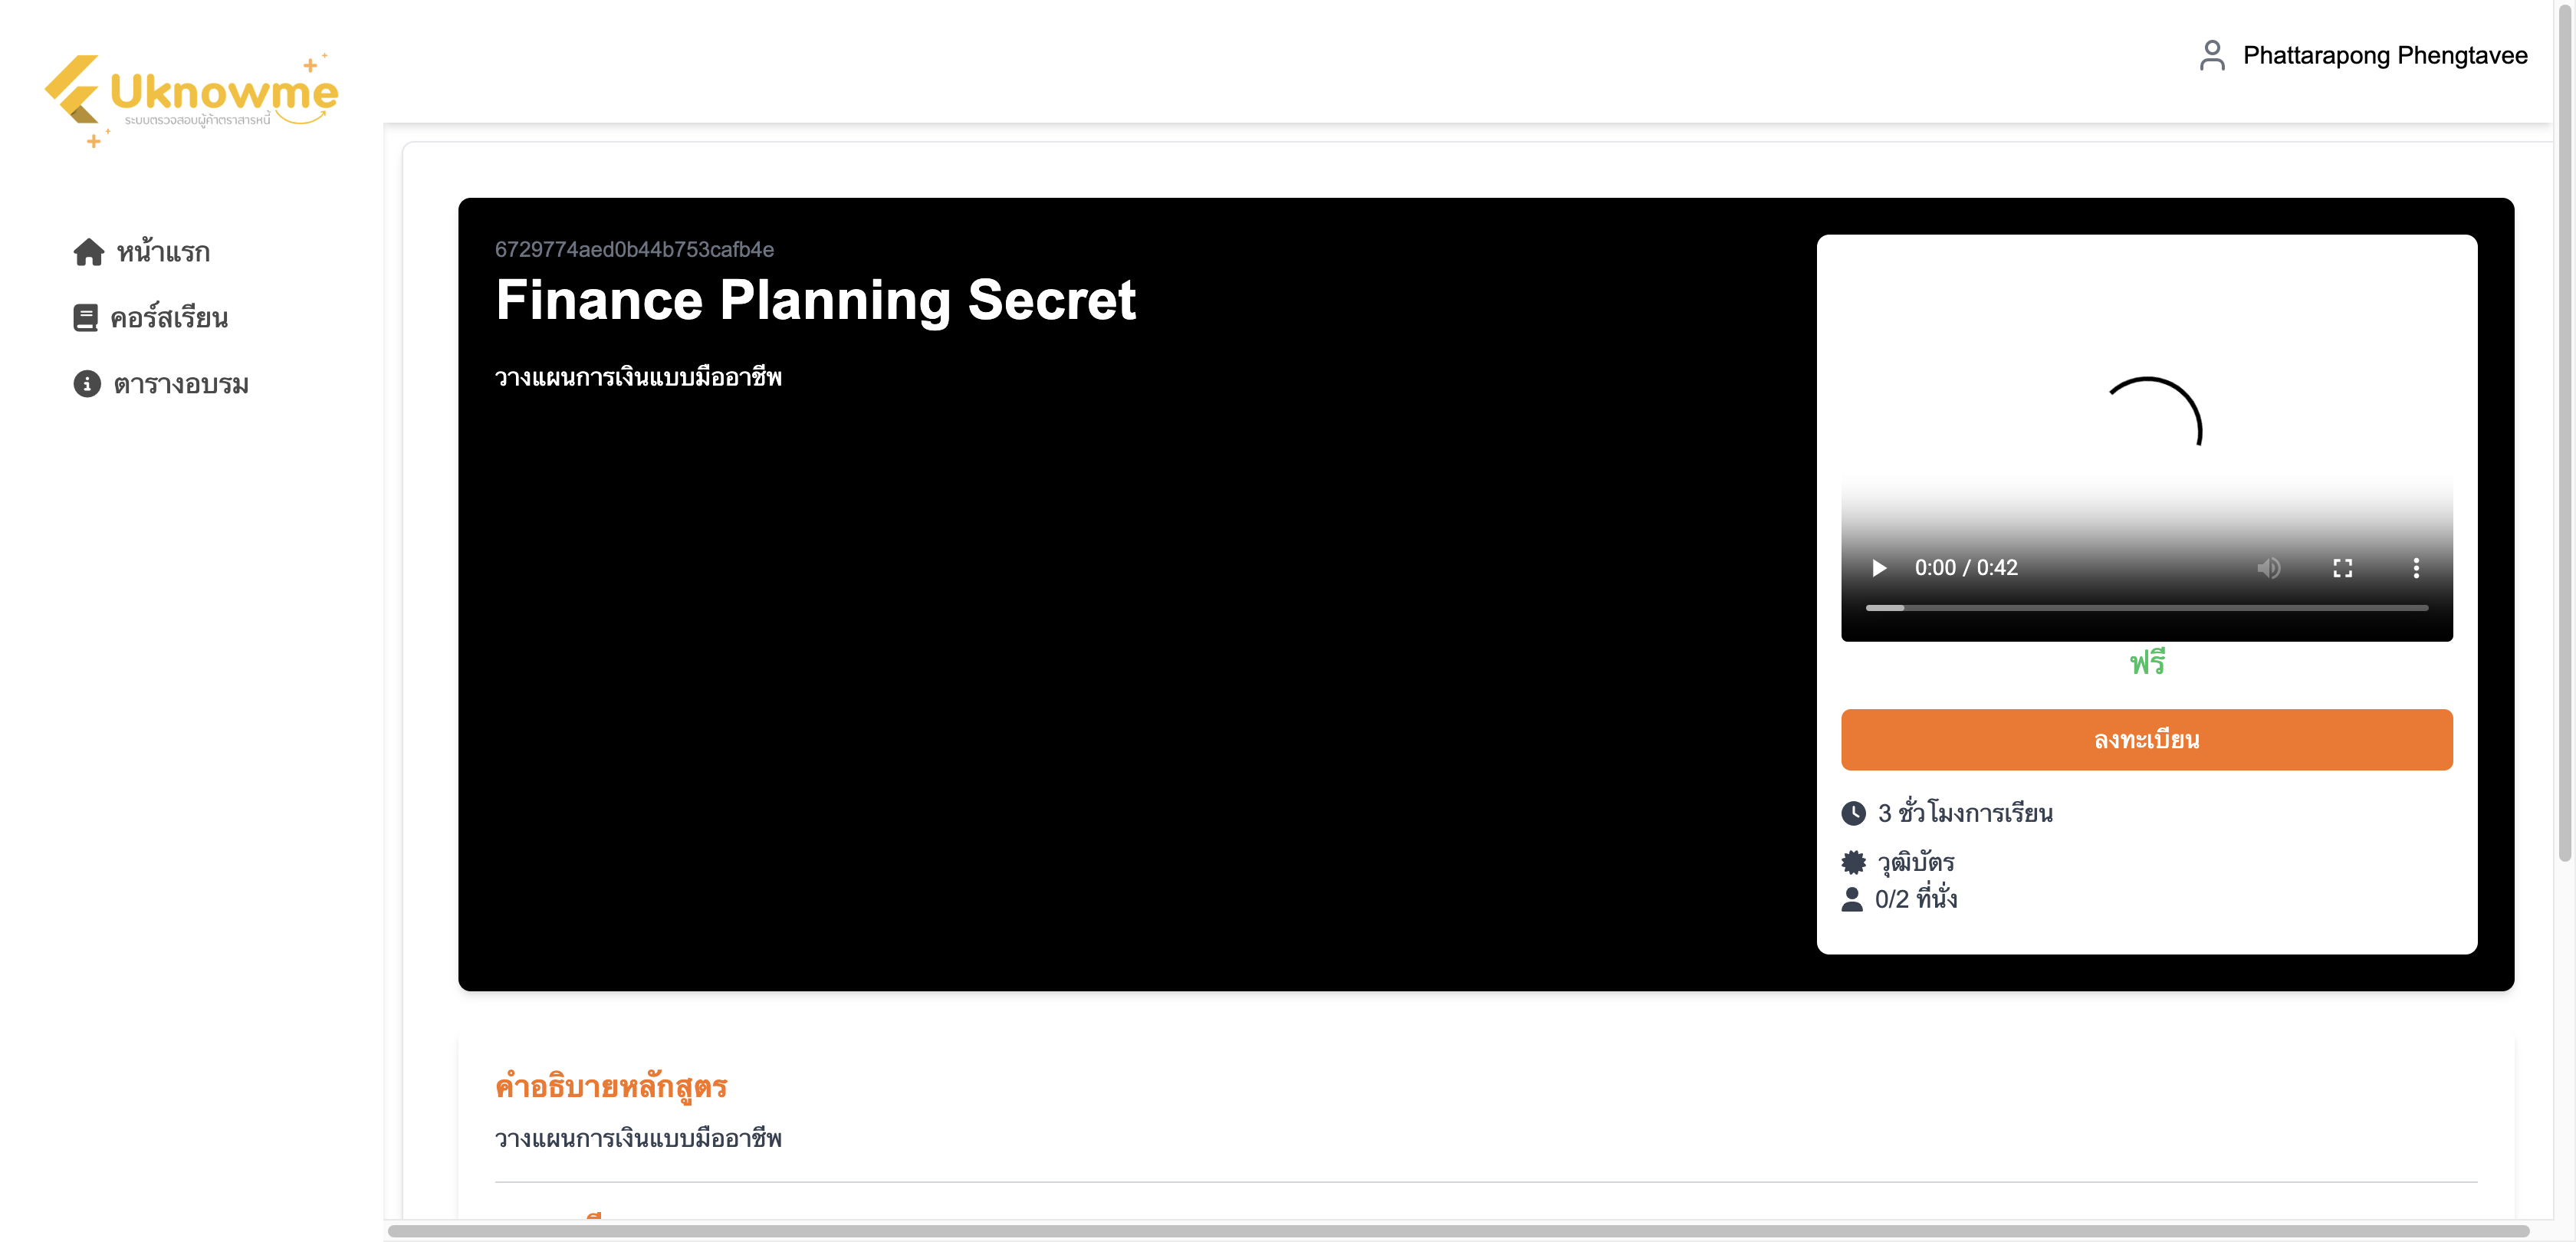 Uknowme
ระบบตรวจสอบผู้ค้าตราสารหนี้
Phattarapong Phengtavee
หน้าแรก
คอร์สเรียน
ตารางอบรม
6729774aed0b44b753cafb4e
Finance Planning Secret
วางแผนการเงินแบบมืออาชีพ
0:00 / 0:42
ฟรี
ลงทะเบียน
3 ชั่วโมงการเรียน
วุฒิบัตร
0/2 ที่นั่ง
คำอธิบายหลักสูตร
วางแผนการเงินแบบมืออาชีพ